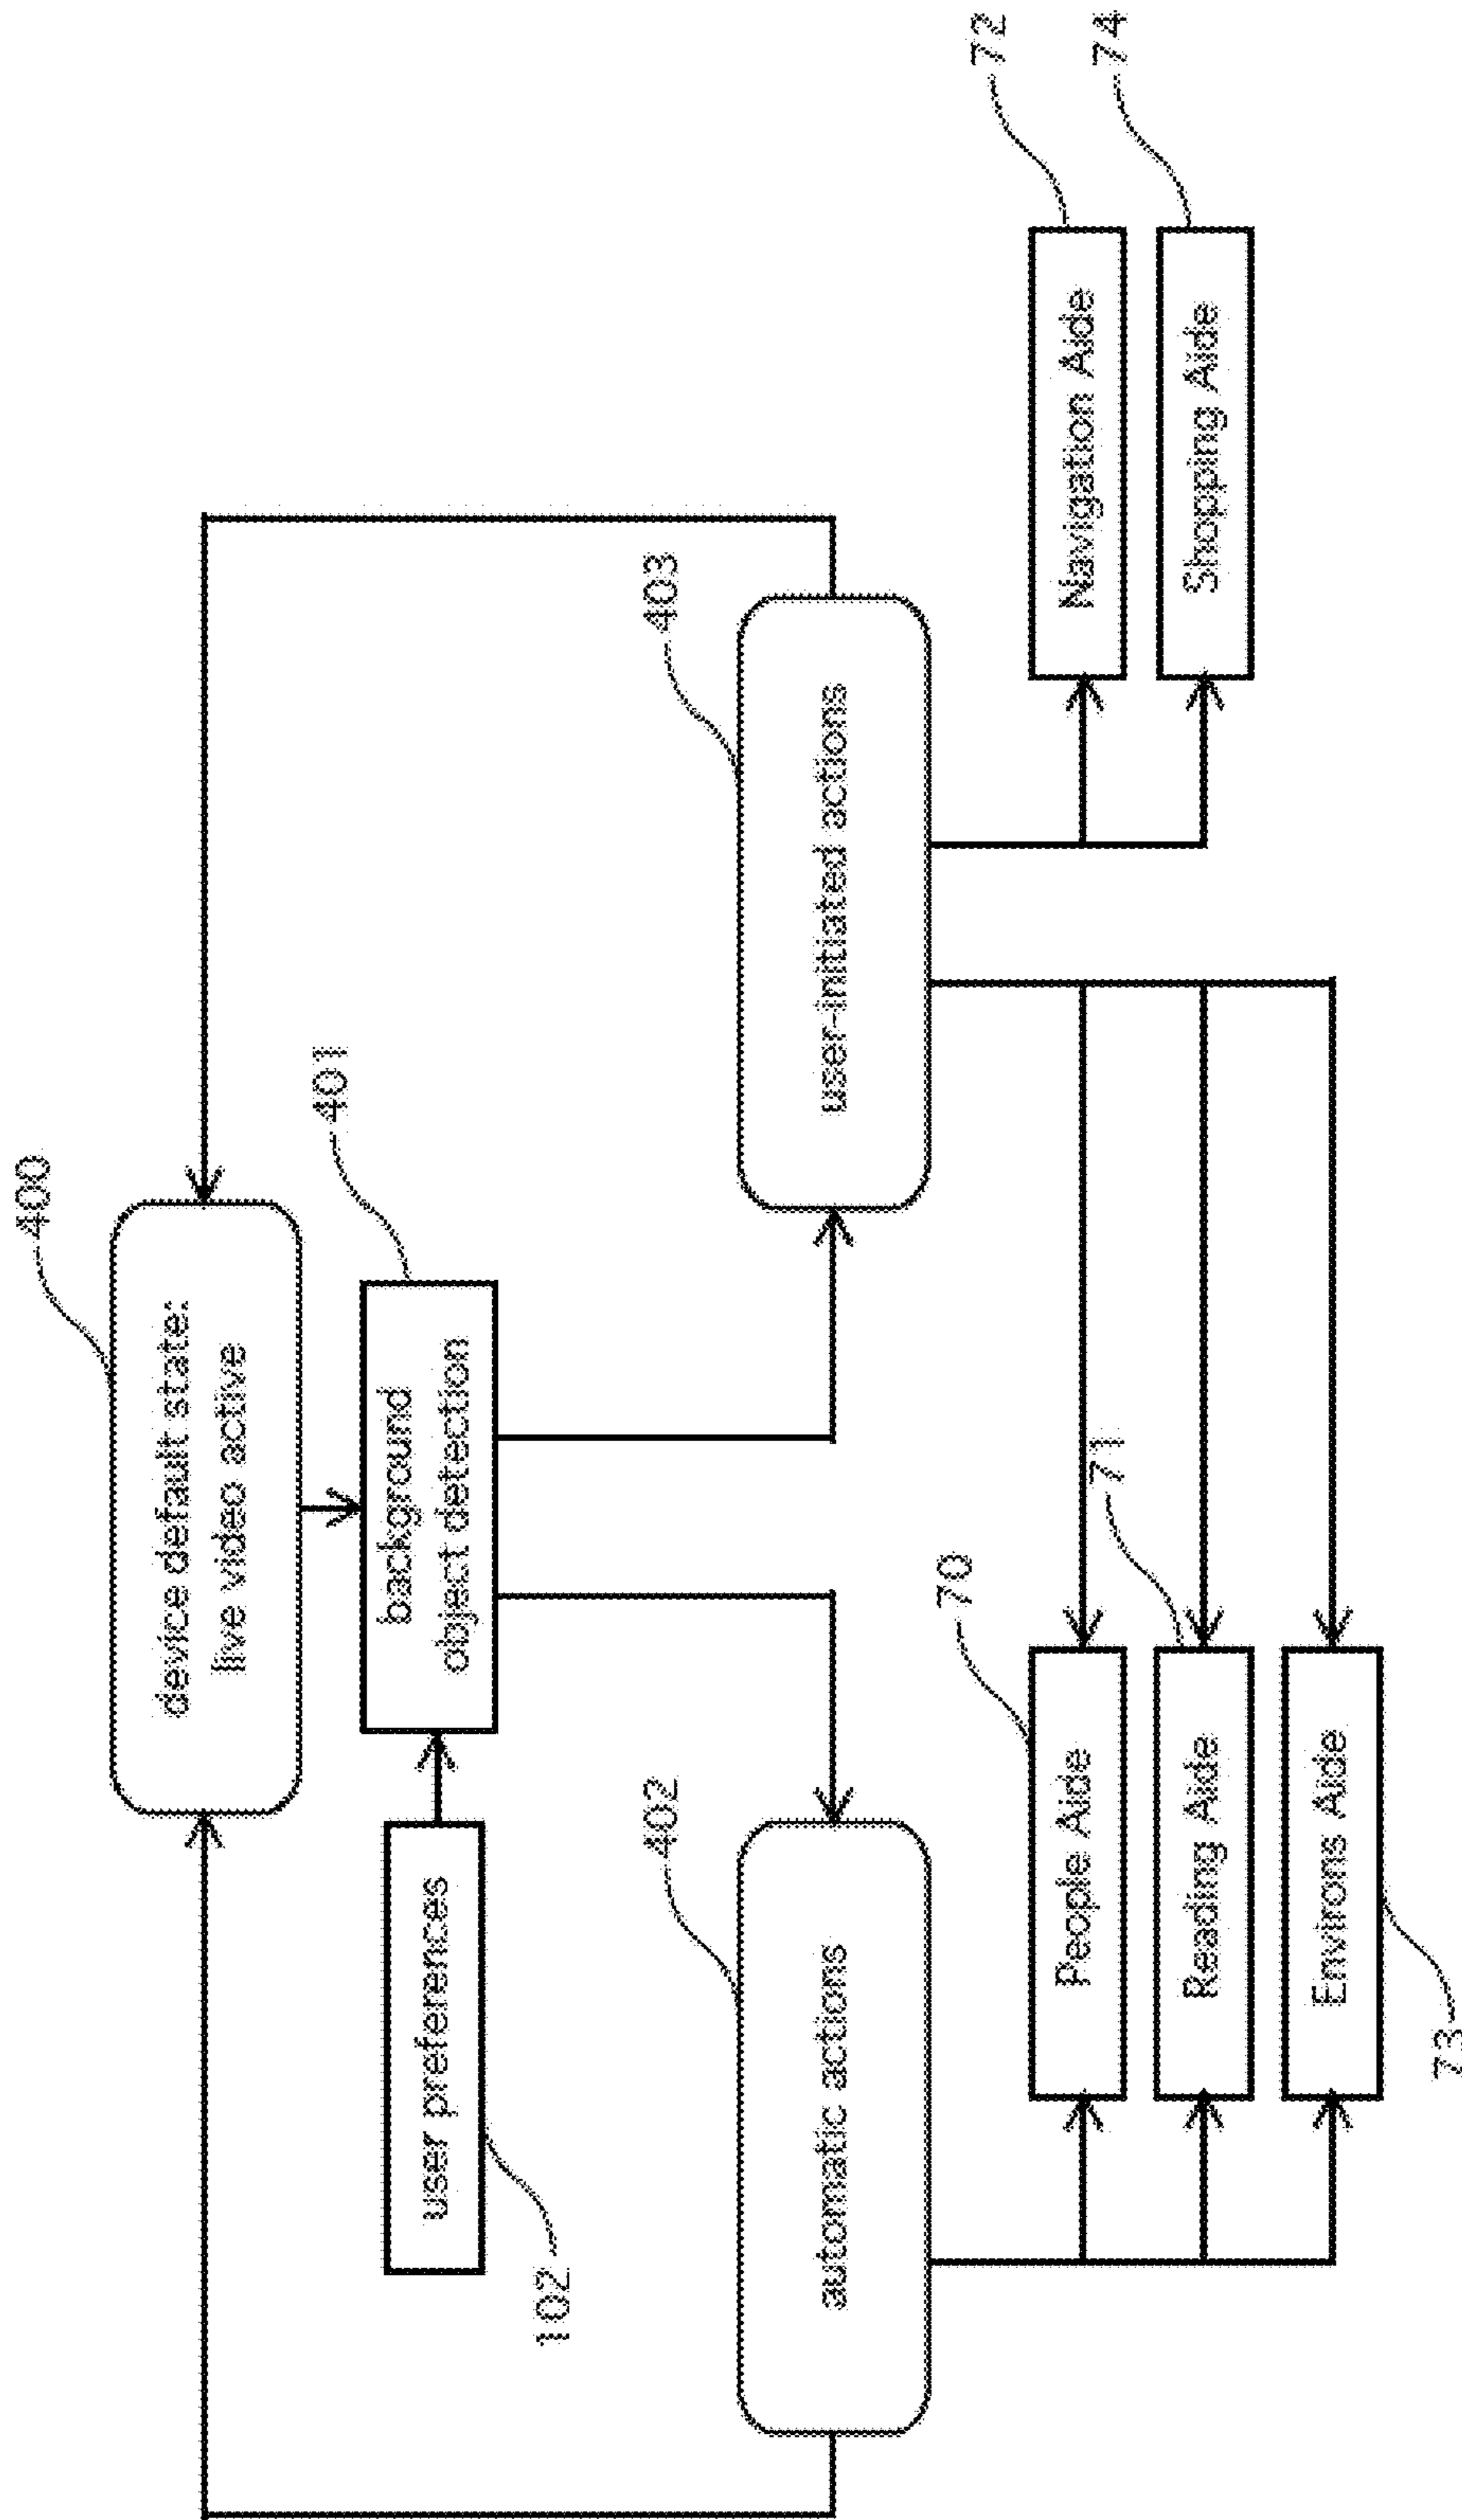 400
device default state:
live video active
401
background
object detection
user preferences
102
402
automatic actions
403
user-initiated actions
70
People Aide
71
Reading Aide
Environs Aide
73
Navigation Aide
72
Shopping Aide
74